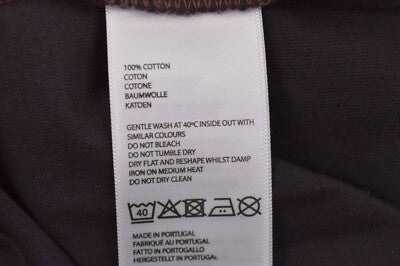 100% COTTON
COTON
COTONE
BAUMWOLLE
KATOEN
GENTLE WASH AT 40°C INSIDE OUT WITH
SIMILAR COLOURS
DO NOT BLEACH
DO NOT TUMBLE DRY
DRY FLAT AND RESHAPE WHILST DAMP
IRON ON MEDIUM HEAT
DO NOT DRY CLEAN
40
MADE IN PORTUGAL
FABRIQUÉ AU PORTUGAL
FATTO IN PORTOGALLO
HERGESTELLT IN PORTUGAL